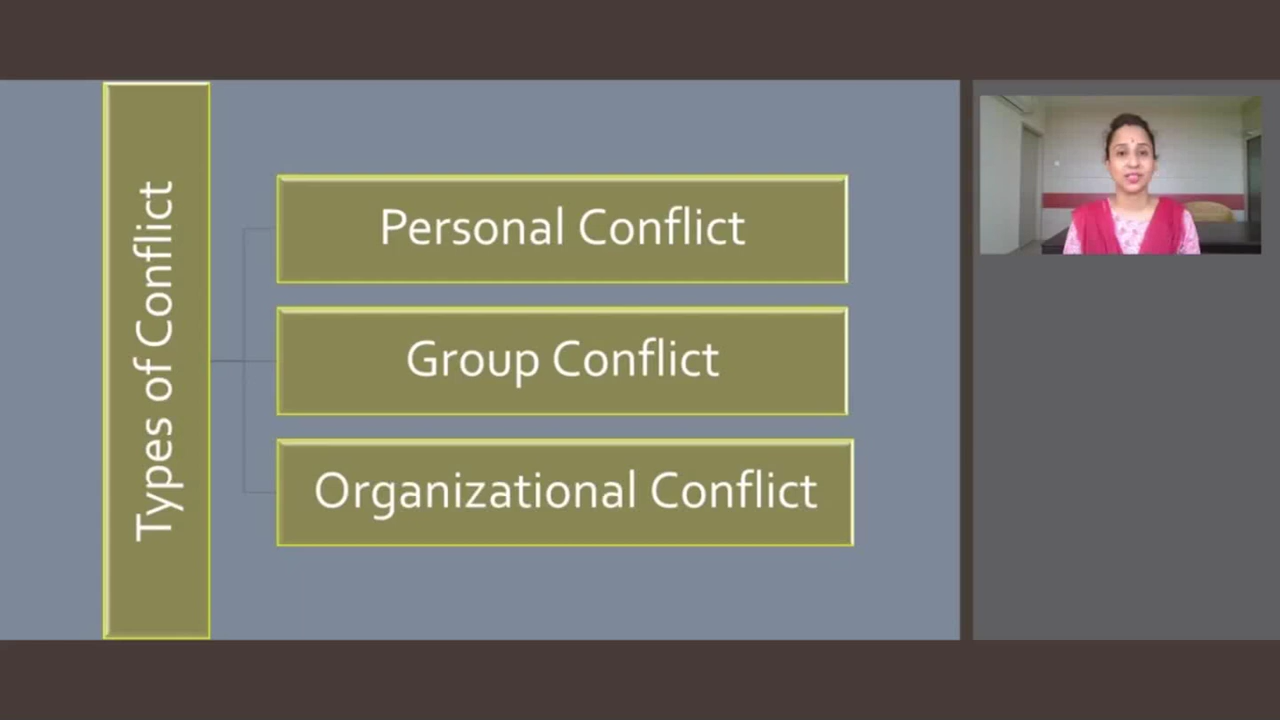 Types of Conflict
Personal Conflict
Group Conflict
Organizational Conflict